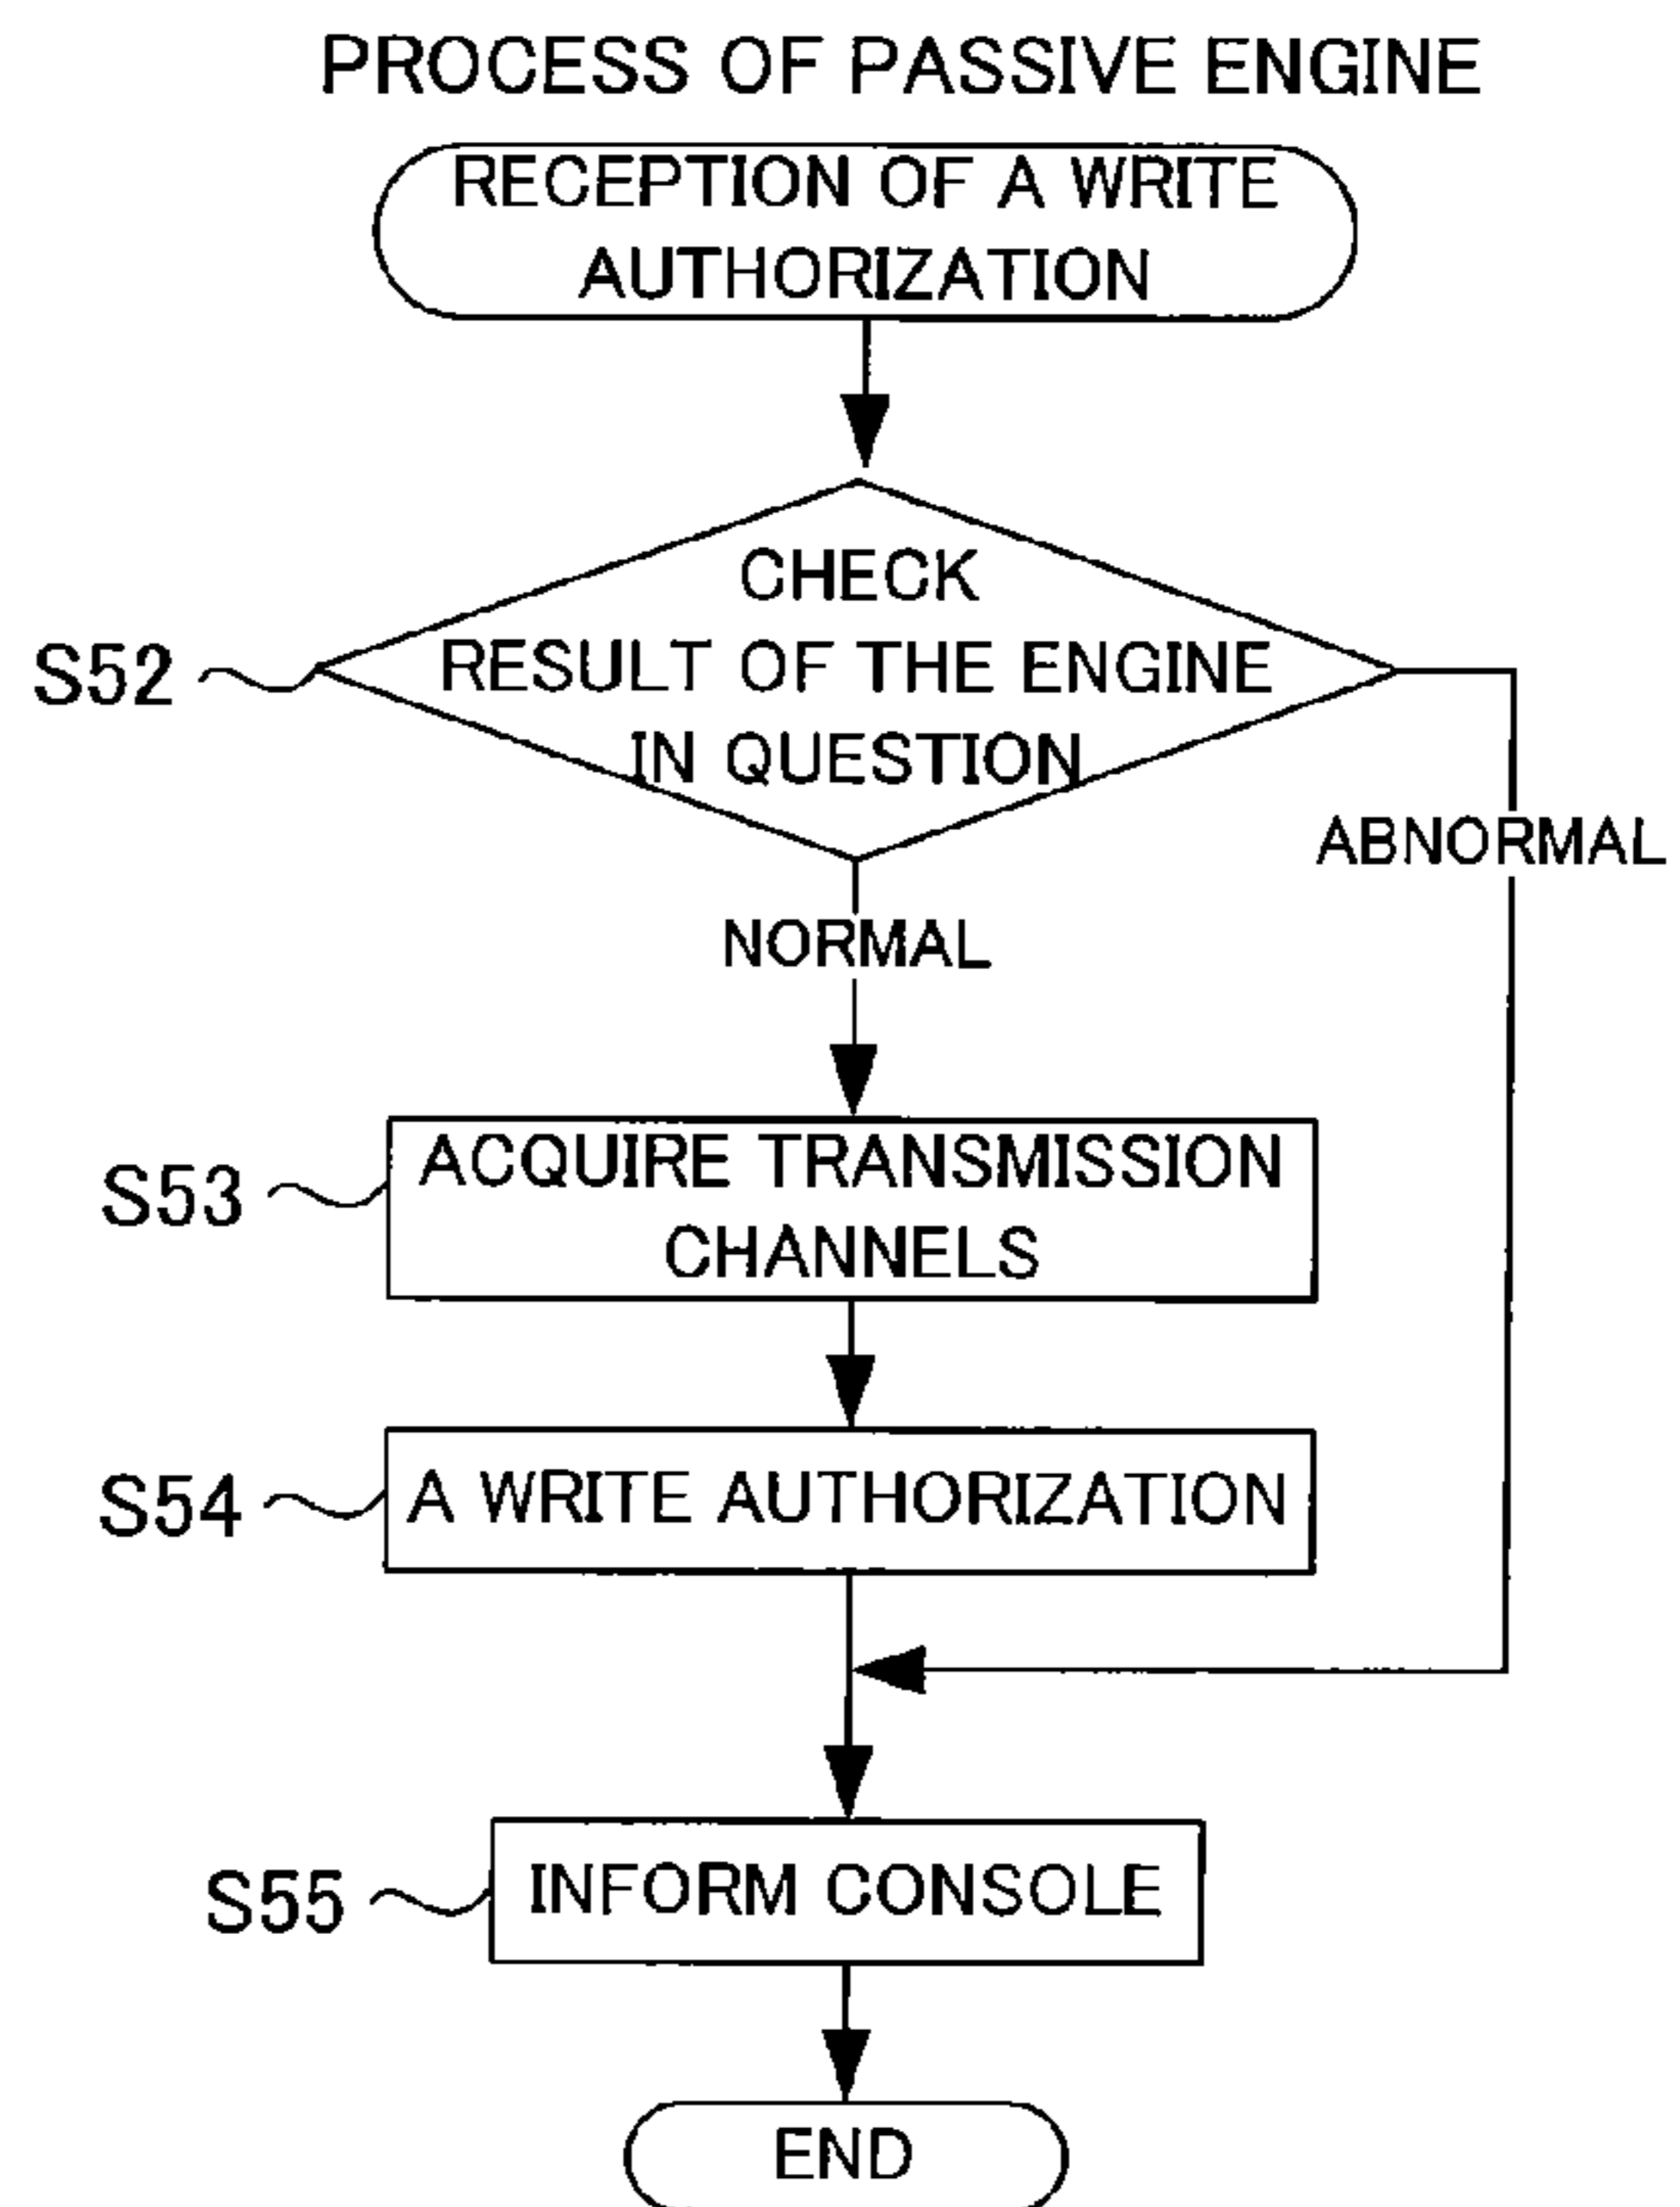 PROCESS OF PASSIVE ENGINE
RECEPTION OF A WRITE
AUTHORIZATION
CHECK
S52
RESULT OF THE ENGINE
IN QUESTION
ABNORMAL
NORMAL
S53
ACQUIRE TRANSMISSION
CHANNELS
S54
A WRITE AUTHORIZATION
S55
INFORM CONSOLE
END